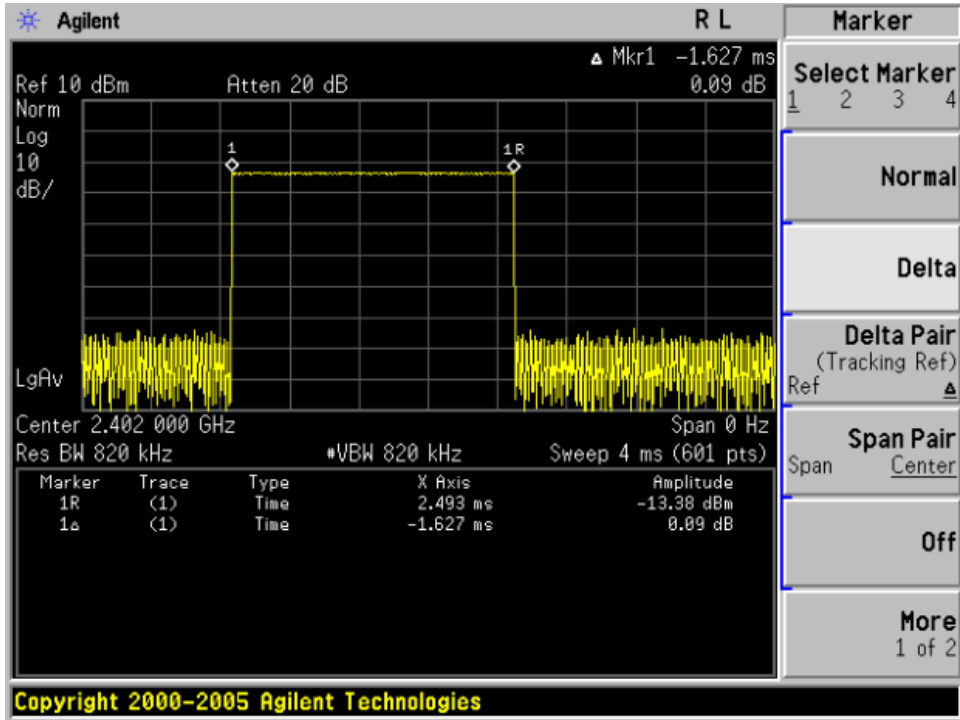 Agilent R L Marker
Δ Mkr1 -1.627 ms
Ref 10 dBm Atten 20 dB 0.09 dB
Norm
Log
10
dB/
1
1R
LgAv
Center 2.402 000 GHz Span 0 Hz
Res BW 820 kHz #VBW 820 kHz Sweep 4 ms (601 pts)
Marker Trace Type X Axis Amplitude
1R (1) Time 2.493 ms -13.38 dBm
1Δ (1) Time -1.627 ms 0.09 dB
Select Marker
1 2 3 4
Normal
Delta
Delta Pair
(Tracking Ref)
Ref Δ
Span Pair
Span Center
Off
More
1 of 2
Copyright 2000-2005 Agilent Technologies